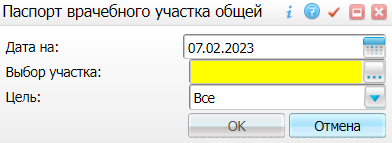 Паспорт врачебного участка общей
Дата на: 07.02.2023
Выбор участка: ...
Цель: Все
OK Отмена